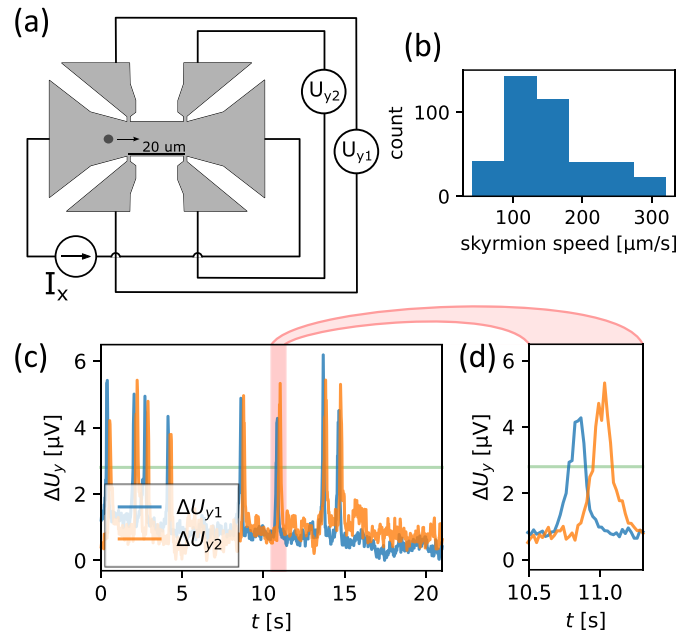 (a)
U_y2
U_y1
20 um
I_x
(b)
count
100
0
100
200
300
skyrmion speed [µm/s]
(c)
ΔU_y [µV]
6
4
2
0
ΔU_y1
ΔU_y2
0
5
10
15
20
t [s]
(d)
ΔU_y [µV]
6
4
2
0
10.5
11.0
t [s]